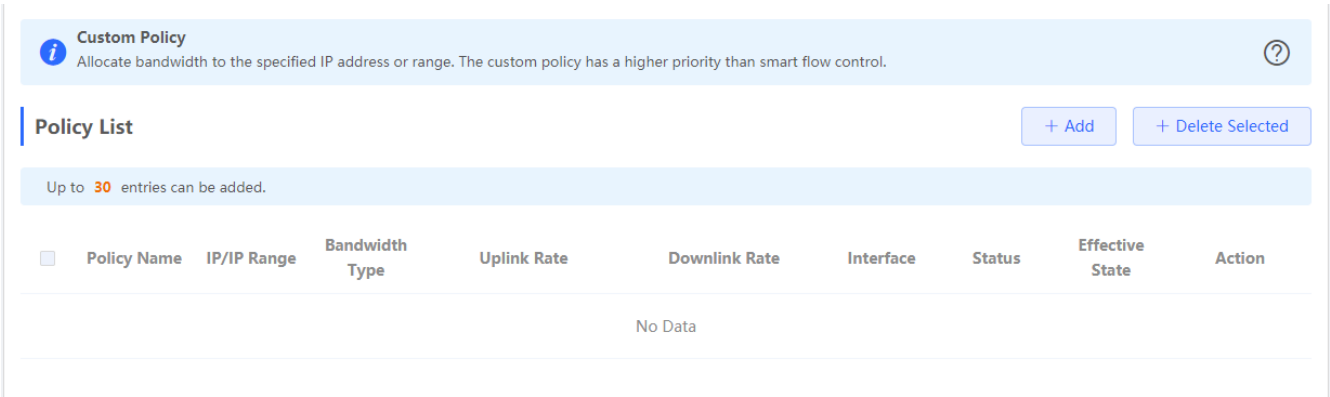 Custom Policy
Allocate bandwidth to the specified IP address or range. The custom policy has a higher priority than smart flow control.
Policy List
+ Add
+ Delete Selected
Up to 30 entries can be added.
Policy Name IP/IP Range Bandwidth Type Uplink Rate Downlink Rate Interface Status Effective State Action
No Data